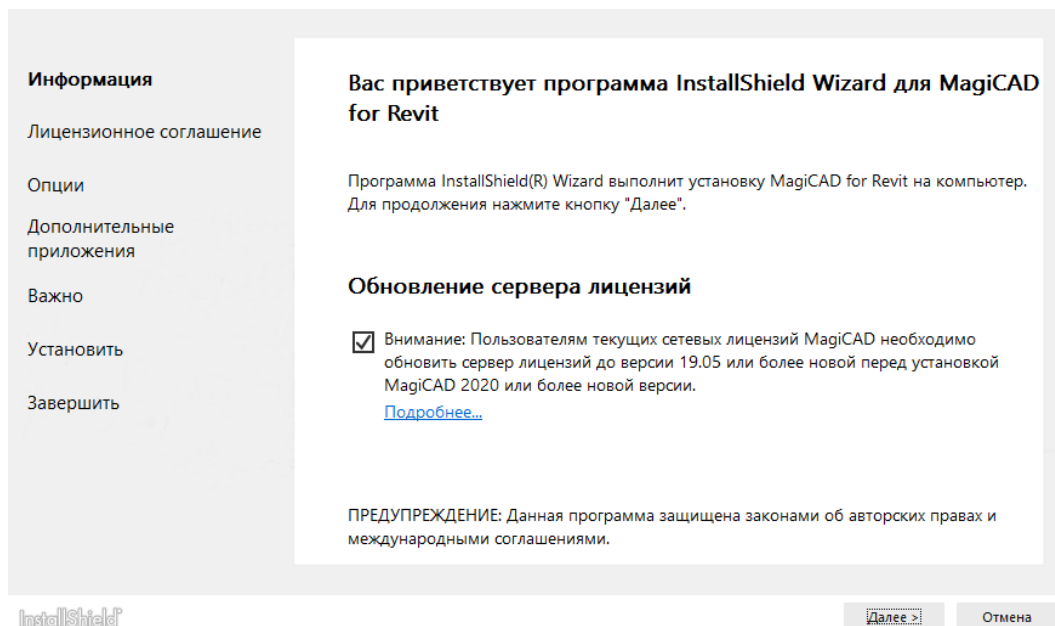 Информация
Лицензионное соглашение
Опции
Дополнительные
приложения
Важно
Установить
Завершить
Вас приветствует программа InstallShield Wizard для MagiCAD
for Revit
Программа InstallShield(R) Wizard выполнит установку MagiCAD for Revit на компьютер.
Для продолжения нажмите кнопку "Далее".
Обновление сервера лицензий
Внимание: Пользователям текущих сетевых лицензий MagiCAD необходимо
обновить сервер лицензий до версии 19.05 или более новой перед установкой
MagiCAD 2020 или более новой версии.
Подробнее...
ПРЕДУПРЕЖДЕНИЕ: Данная программа защищена законами об авторских правах и
международными соглашениями.
InstallShield®
Далее >
Отмена